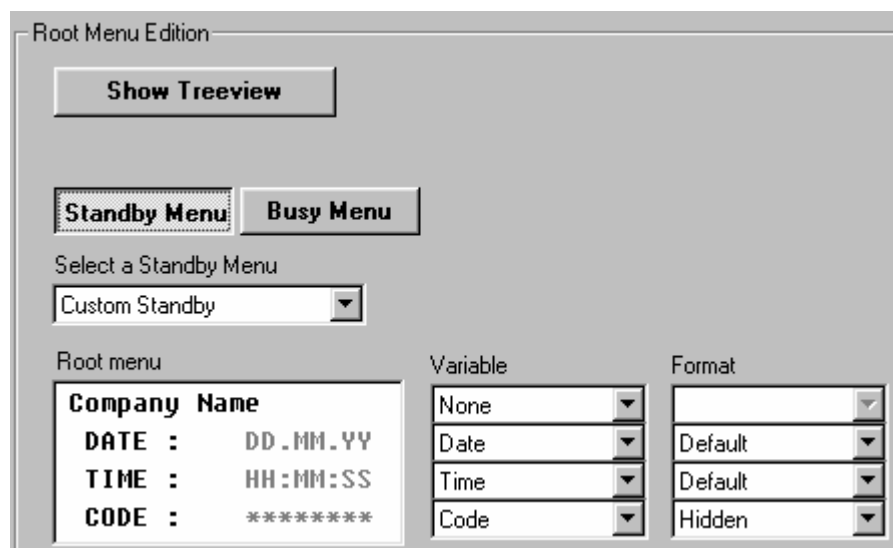 Root Menu Edition
Show Treeview
Standby Menu Busy Menu
Select a Standby Menu
Custom Standby
Root menu Variable Format
Company Name None
DATE : DD.MM.YY Date Default
TIME : HH:MM:SS Time Default
CODE : ******** Code Hidden